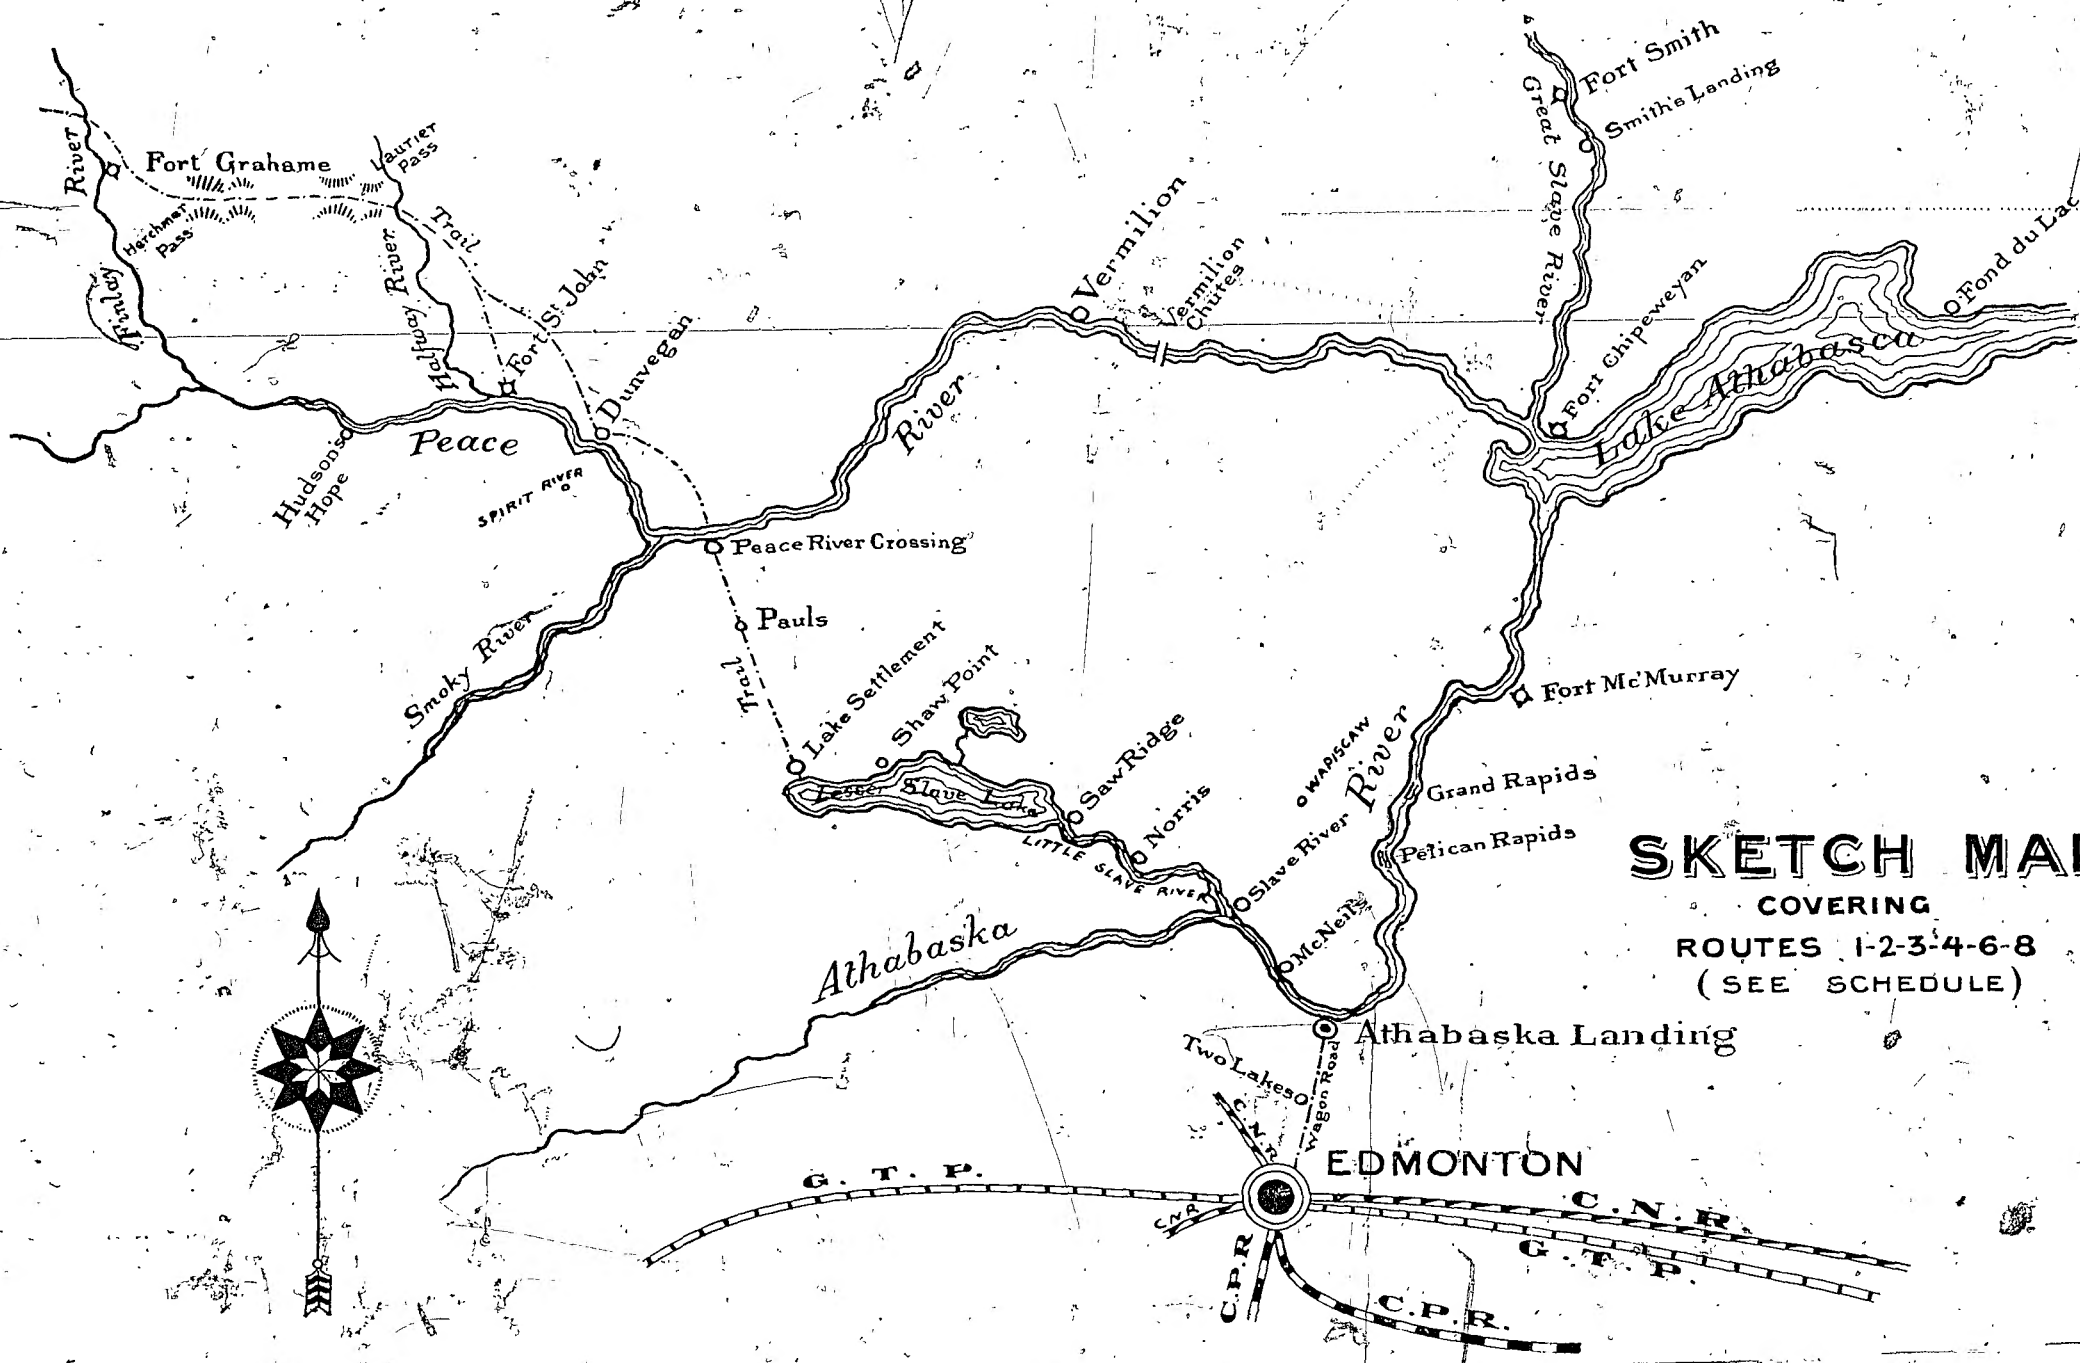 Fort Smith
Smith's Landing
Great Slave River
River
Fort Grahame
Laurier
Pass
Herchmer
Pass
Trail
Finlay
Halfway River
Fort St. John
Dunvegan
Vermilion
Vermilion
Chutes
Fort Chipeweyan
Fond du Lac
Lake Athabasca
Peace
River
Hudsons
Hope
SPIRIT RIVER
Peace River Crossing
Pauls
Trail
Smoky River
Lake Settlement
Shaw Point
Lesser Slave Lake
Saw Ridge
Norris
LITTLE SLAVE RIVER
WAPISCAW
River
Fort Mc'Murray
Grand Rapids
Pelican Rapids
Slave River
McNeils
Athabaska
SKETCH MA
COVERING
ROUTES 1-2-3-4-6-8
(SEE SCHEDULE)
Athabaska Landing
Two Lakes
Wagon Road
C.N.R
EDMONTON
G. T. P.
C.N.R
C.N.R.
G.T.P.
C.P.R
C.P.R.